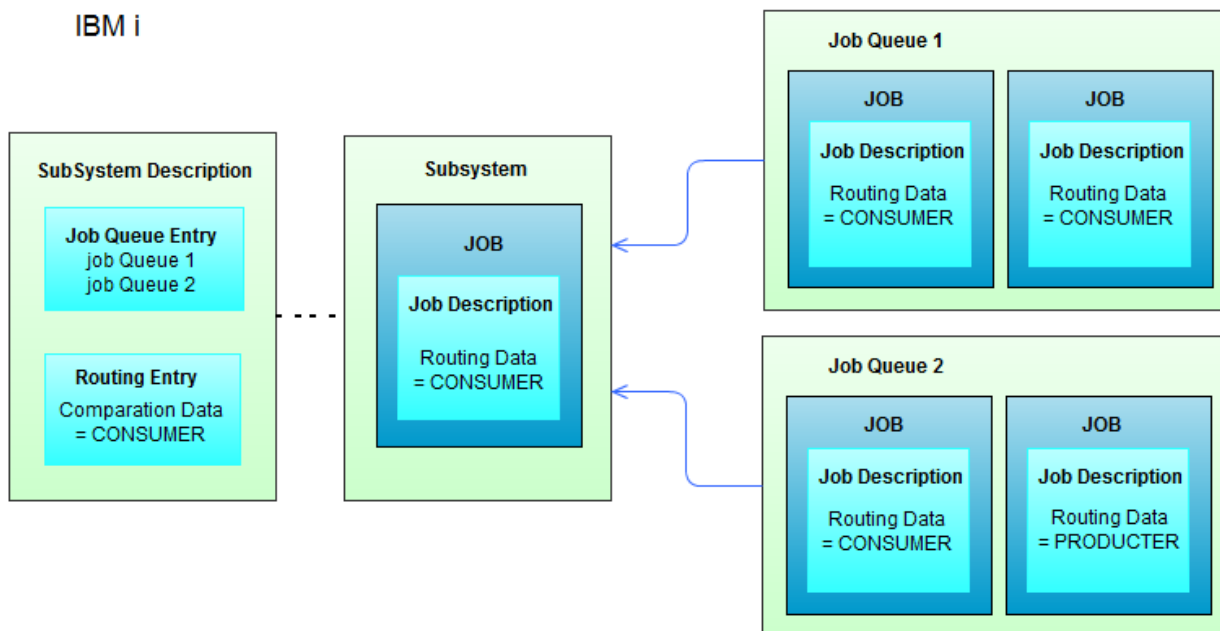 IBM i
SubSystem Description
Job Queue Entry
job Queue 1
job Queue 2
Routing Entry
Comparation Data
= CONSUMER
Subsystem
JOB
Job Description
Routing Data
= CONSUMER
Job Queue 1
JOB
Job Description
Routing Data
= CONSUMER
JOB
Job Description
Routing Data
= CONSUMER
Job Queue 2
JOB
Job Description
Routing Data
= CONSUMER
JOB
Job Description
Routing Data
= PRODUCTER